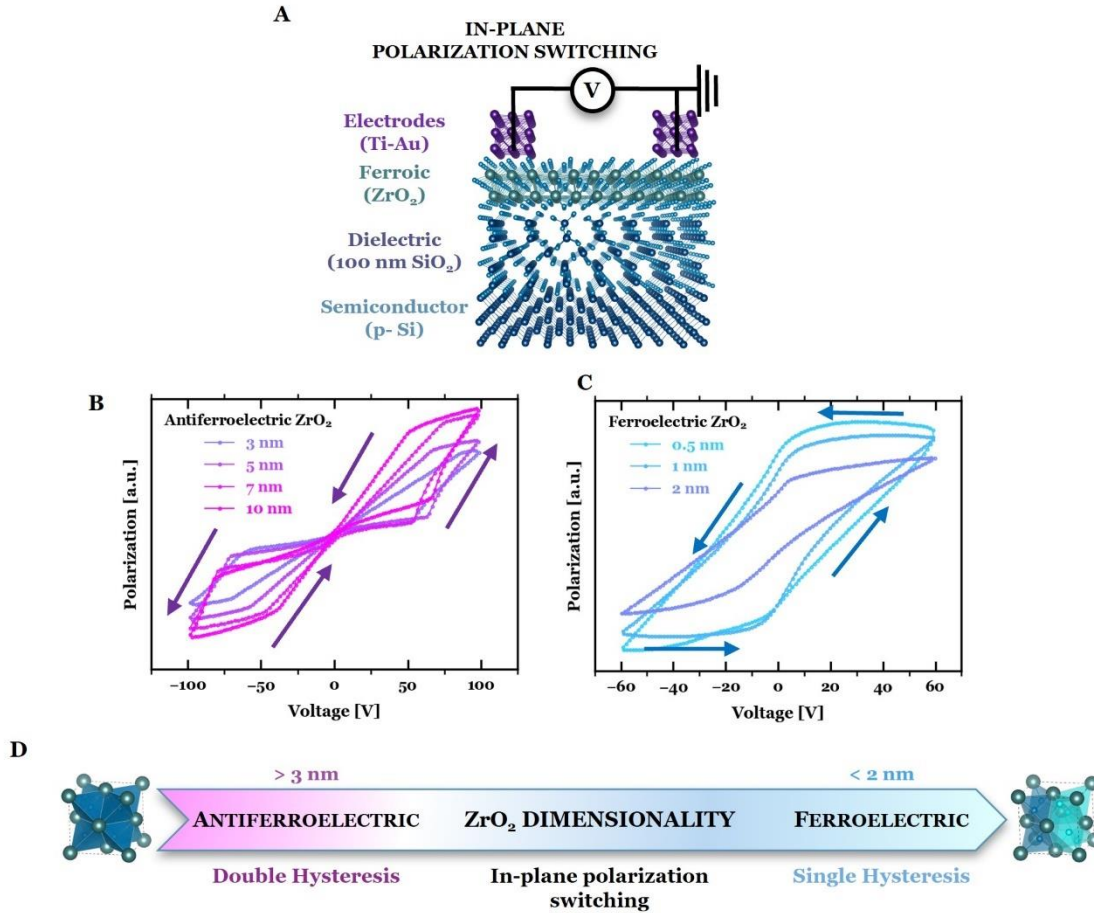 A
IN-PLANE
POLARIZATION SWITCHING
V
Electrodes
(Ti-Au)
Ferroic
(ZrO₂)
Dielectric
(100 nm SiO₂)
Semiconductor
(p- Si)
B
Antiferroelectric ZrO₂
3 nm
5 nm
7 nm
10 nm
Polarization [a.u.]
−100 −50 0 50 100
Voltage [V]
C
Ferroelectric ZrO₂
0.5 nm
1 nm
2 nm
Polarization [a.u.]
−60 −40 −20 0 20 40 60
Voltage [V]
D
> 3 nm
< 2 nm
ANTIFERROELECTRIC ZrO₂ DIMENSIONALITY FERROELECTRIC
Double Hysteresis
In-plane polarization
switching
Single Hysteresis